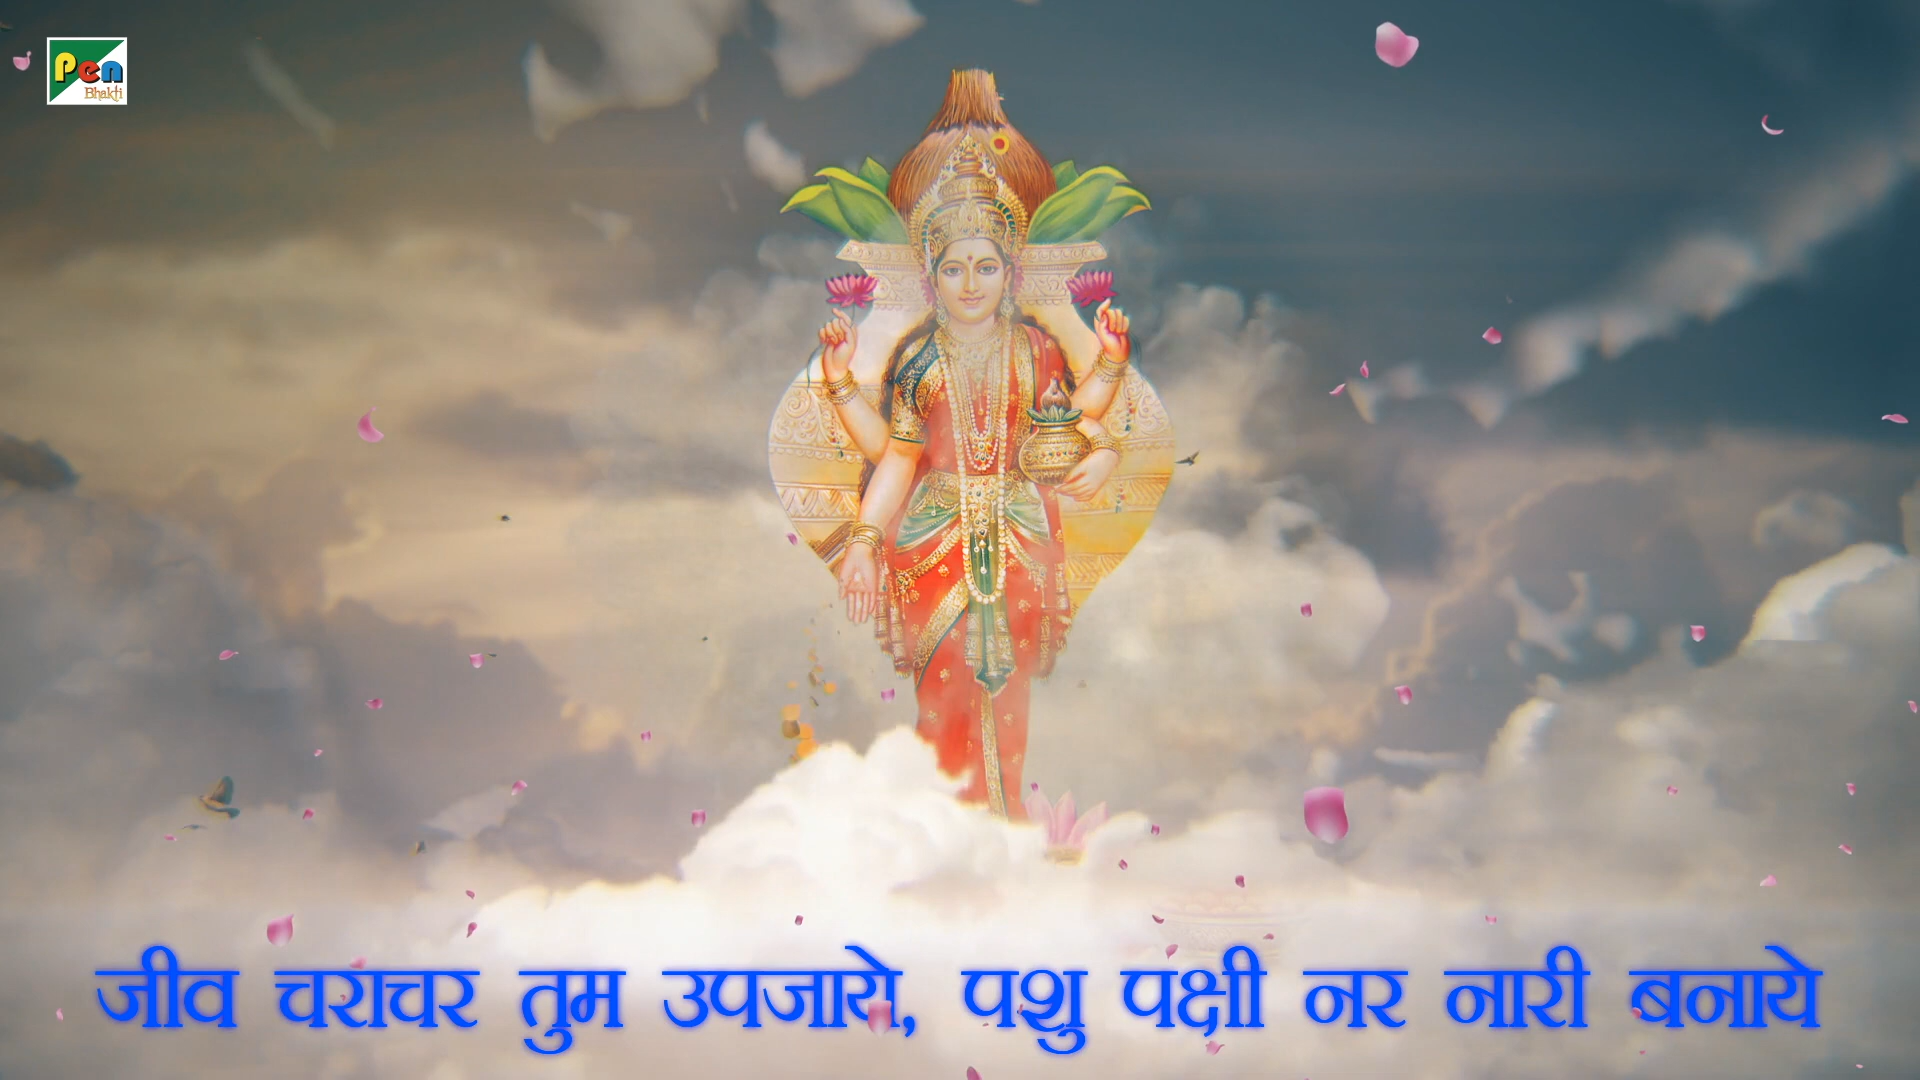 Pen
Bhakti
जीव चराचर तुम उपजाये, पशु पक्षी नर नारी बनाये